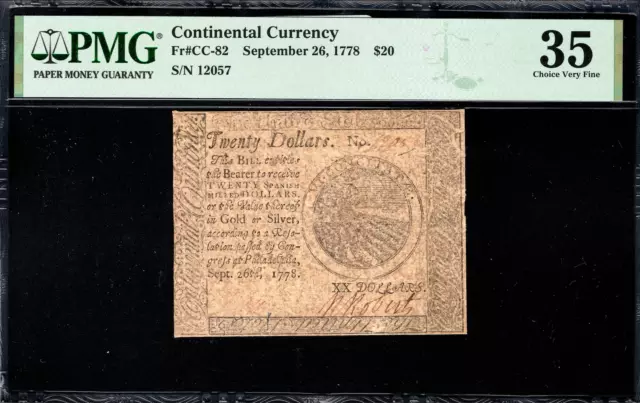 PMG®
PAPER MONEY GUARANTY
Continental Currency
Fr#CC-82 September 26, 1778 $20
S/N 12057
35
Choice Very Fine
Twenty Dollars. No.
This BILL entitles
the Bearer to receive
TWENTY SPANISH
MILLED DOLLARS,
or the Value thereof
in Gold or Silver,
according to a Reso-
lution passed by Con-
gress at Philadelphia,
Sept. 26th, 1778.
XX DOLLARS.